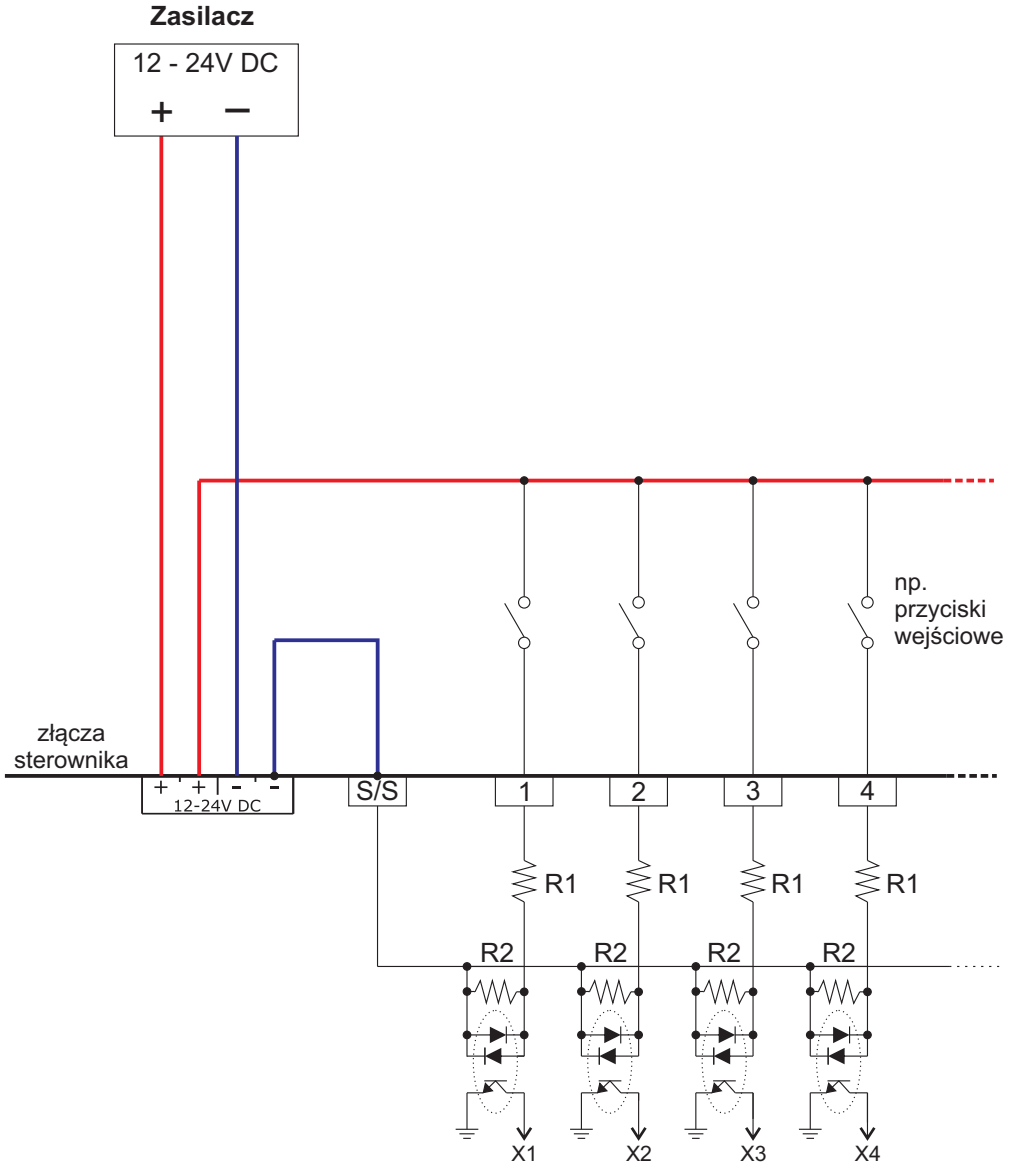 Zasilacz
12 - 24V DC
+ −
np.
przyciski
wejściowe
złącza
sterownika
+ + - -
12-24V DC
S/S
1 2 3 4
R1 R1 R1 R1
R2 R2 R2 R2
X1 X2 X3 X4